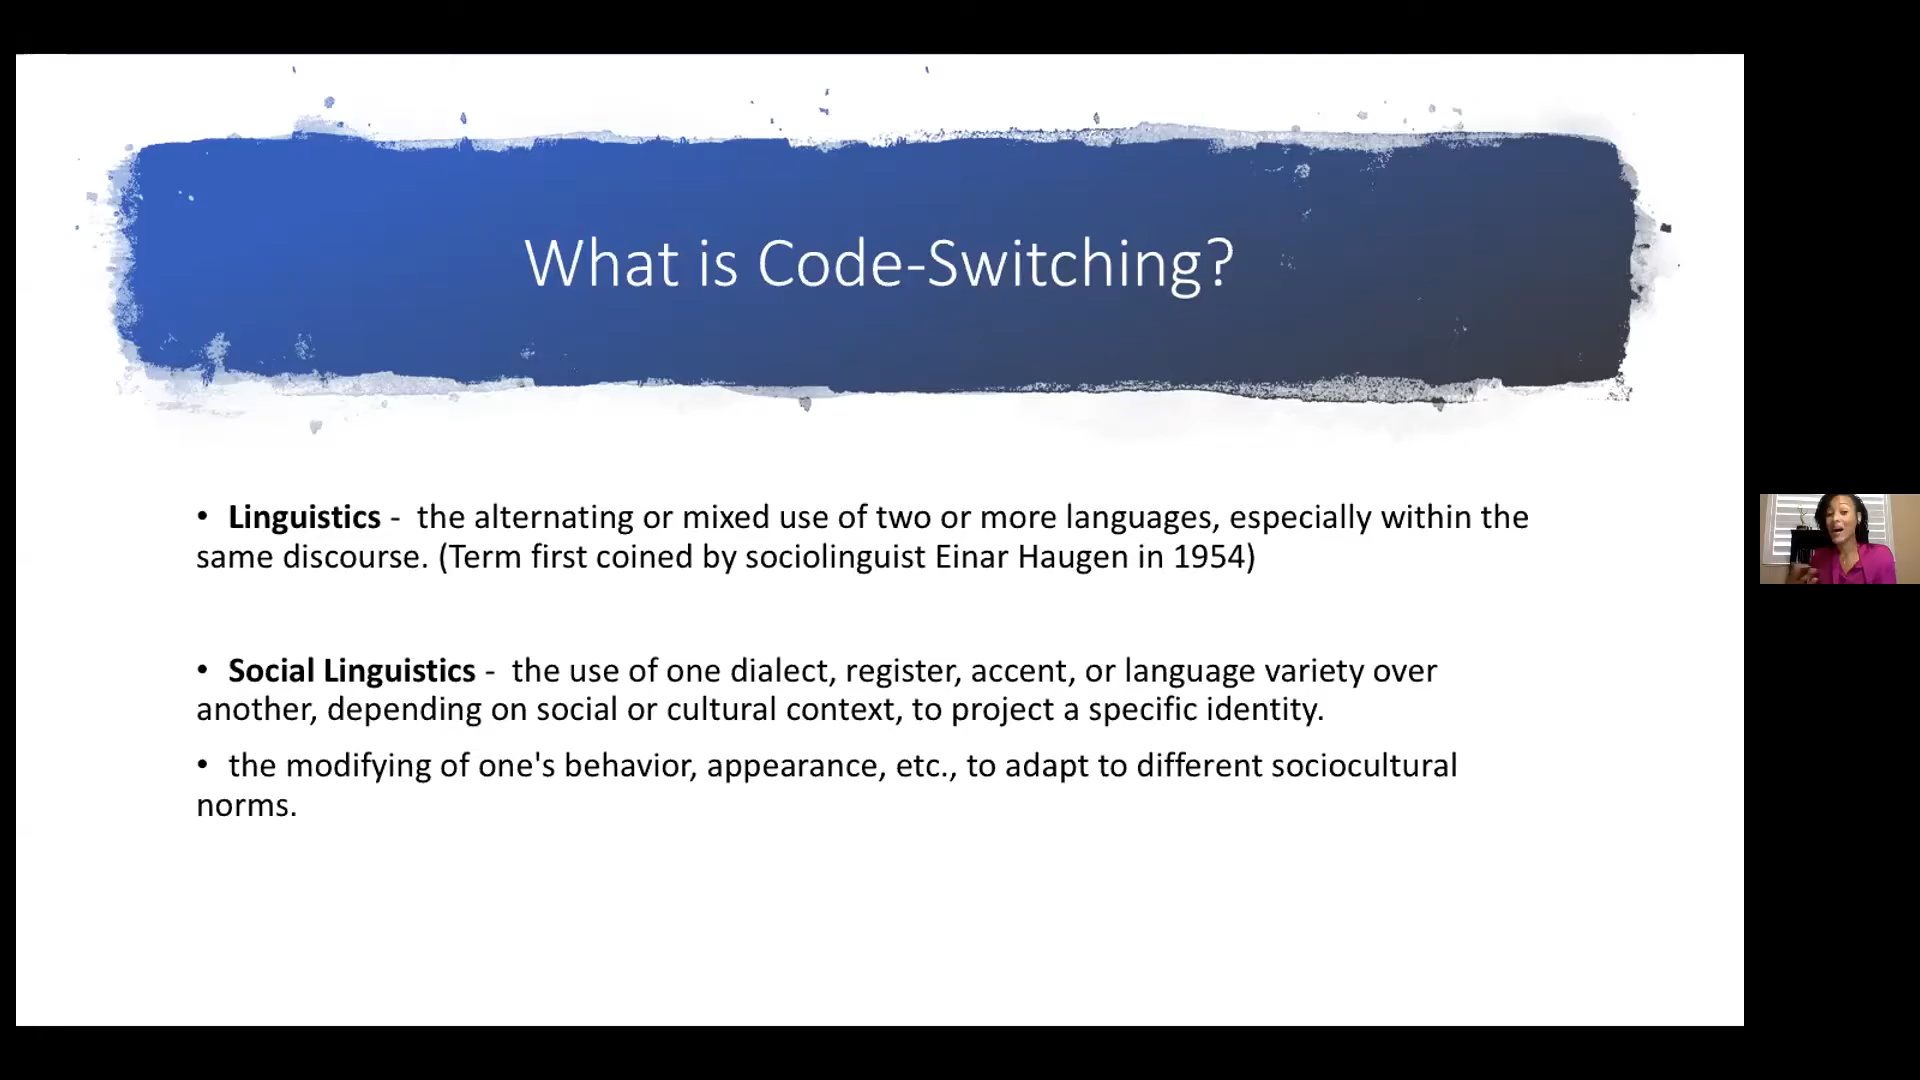 What is Code-Switching?
• Linguistics - the alternating or mixed use of two or more languages, especially within the
same discourse. (Term first coined by sociolinguist Einar Haugen in 1954)
• Social Linguistics - the use of one dialect, register, accent, or language variety over
another, depending on social or cultural context, to project a specific identity.
• the modifying of one's behavior, appearance, etc., to adapt to different sociocultural
norms.